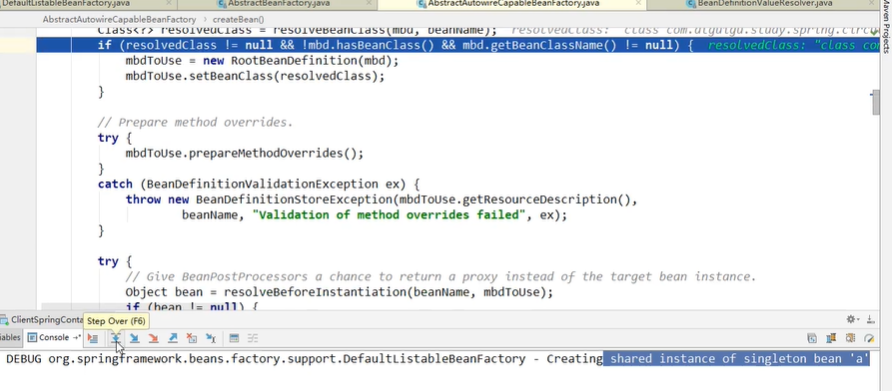 DefaultListableBeanFactory.java
AbstractBeanFactory.java
AbstractAutowireCapableBeanFactory.java
BeanDefinitionValueResolver.java
Maven Projects
AbstractAutowireCapableBeanFactory › createBean()
Class<?> resolvedClass = resolveBeanClass(mbd, beanName); resolvedClass: "class com.atguigu.study.spring.circ
if (resolvedClass != null && !mbd.hasBeanClass() && mbd.getBeanClassName() != null) { resolvedClass: "class com
mbdToUse = new RootBeanDefinition(mbd);
mbdToUse.setBeanClass(resolvedClass);
}
// Prepare method overrides.
try {
mbdToUse.prepareMethodOverrides();
}
catch (BeanDefinitionValidationException ex) {
throw new BeanDefinitionStoreException(mbdToUse.getResourceDescription(),
beanName, "Validation of method overrides failed", ex);
}
try {
// Give BeanPostProcessors a chance to return a proxy instead of the target bean instance.
Object bean = resolveBeforeInstantiation(beanName, mbdToUse);
if (bean != null) {
ClientSpringConta
Step Over (F6)
iables
Console
DEBUG org.springframework.beans.factory.support.DefaultListableBeanFactory - Creating shared instance of singleton bean 'a'